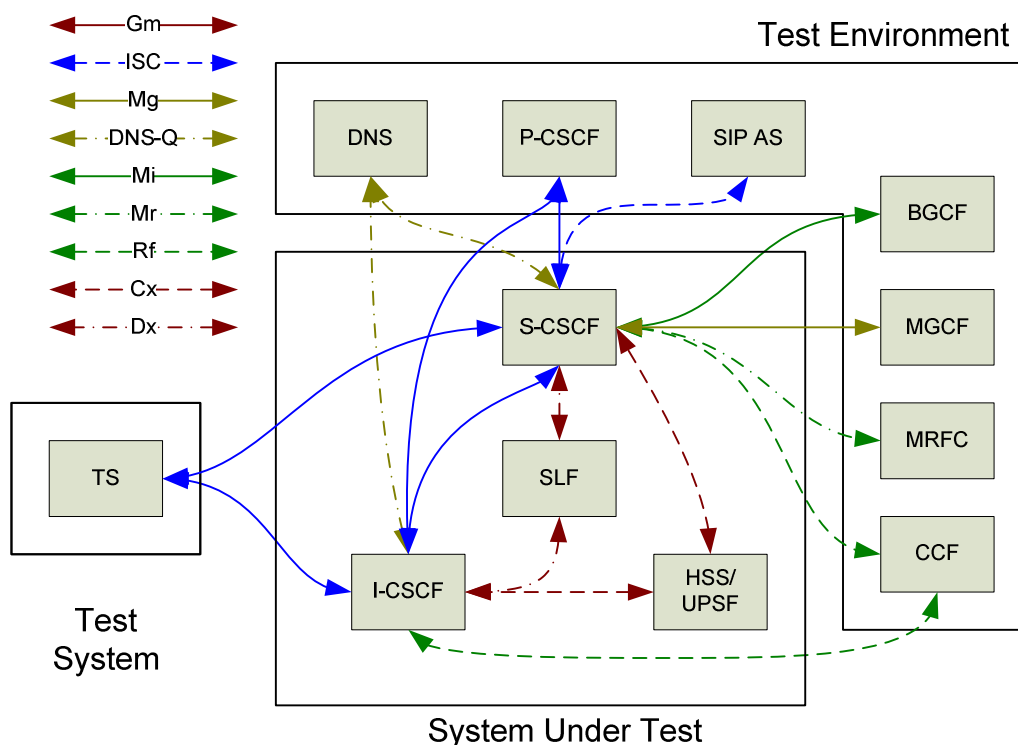 Gm
ISC
Mg
DNS-Q
Mi
Mr
Rf
Cx
Dx
Test Environment
DNS
P-CSCF
SIP AS
BGCF
S-CSCF
MGCF
MRFC
TS
SLF
CCF
I-CSCF
HSS/
UPSF
Test
System
System Under Test